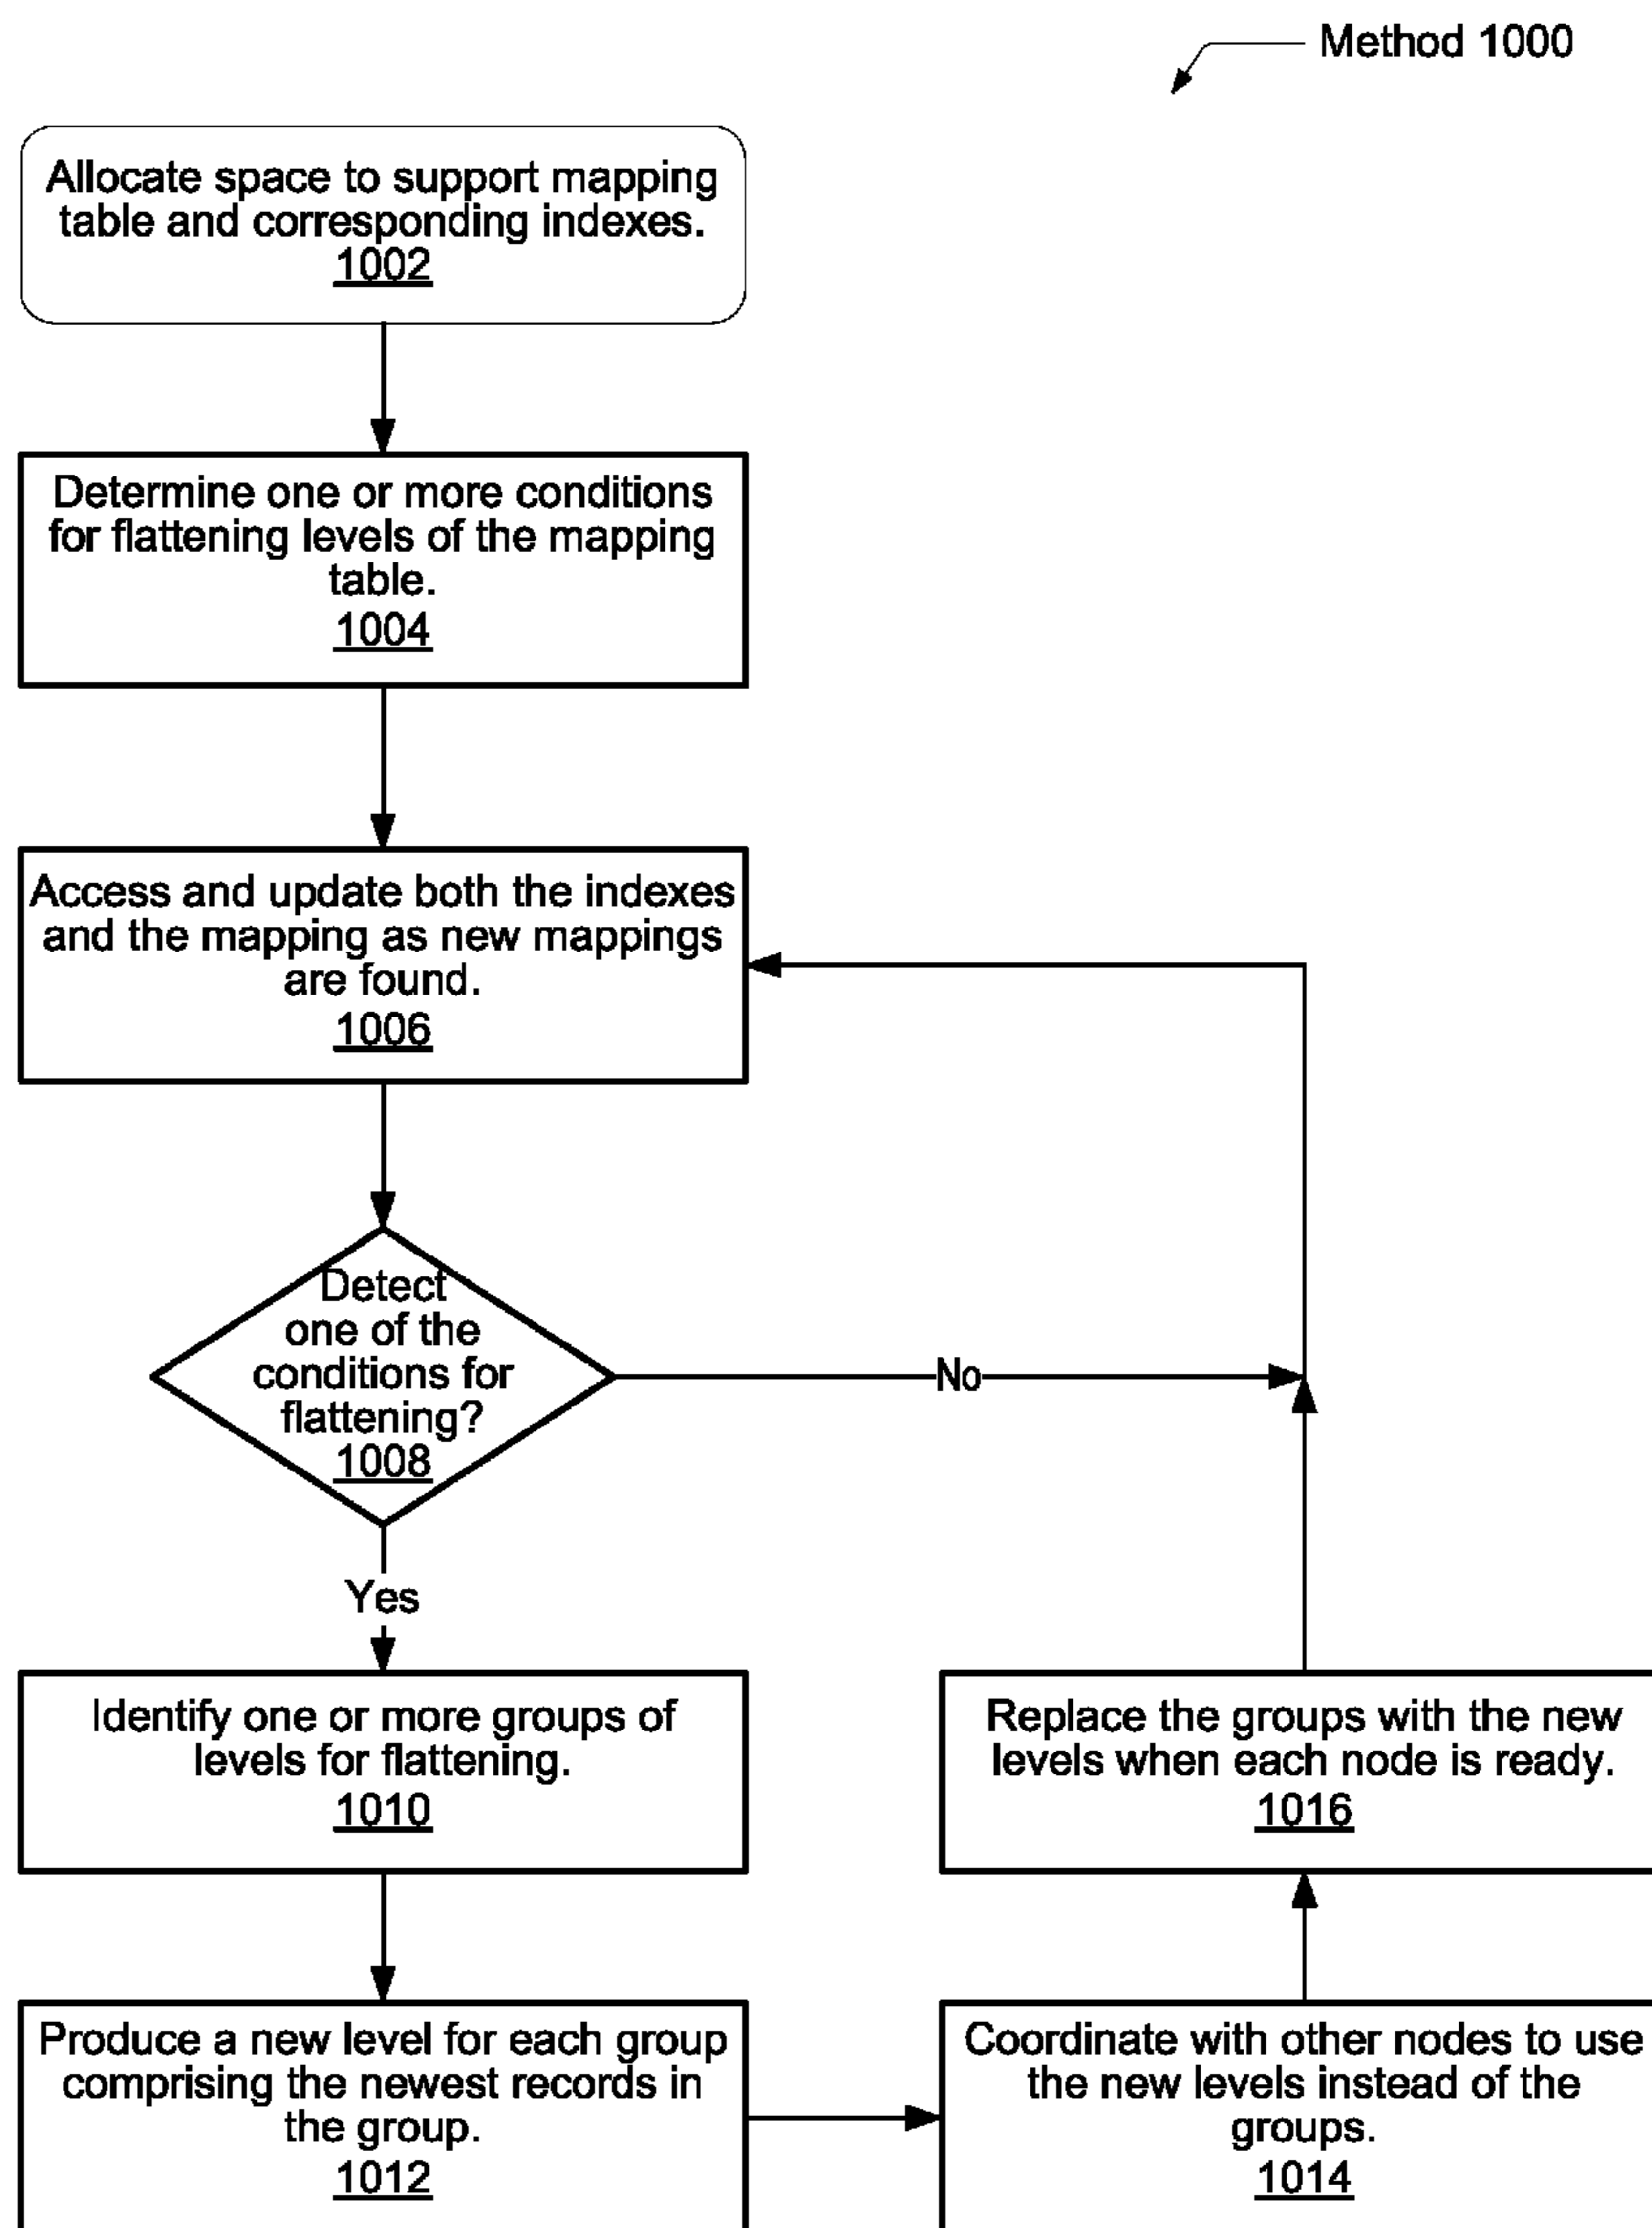 Method 1000
Allocate space to support mapping
table and corresponding indexes.
1002
Determine one or more conditions
for flattening levels of the mapping
table.
1004
Access and update both the indexes
and the mapping as new mappings
are found.
1006
Detect
one of the
conditions for
flattening?
1008
No
Yes
Identify one or more groups of
levels for flattening.
1010
Produce a new level for each group
comprising the newest records in
the group.
1012
Coordinate with other nodes to use
the new levels instead of the
groups.
1014
Replace the groups with the new
levels when each node is ready.
1016